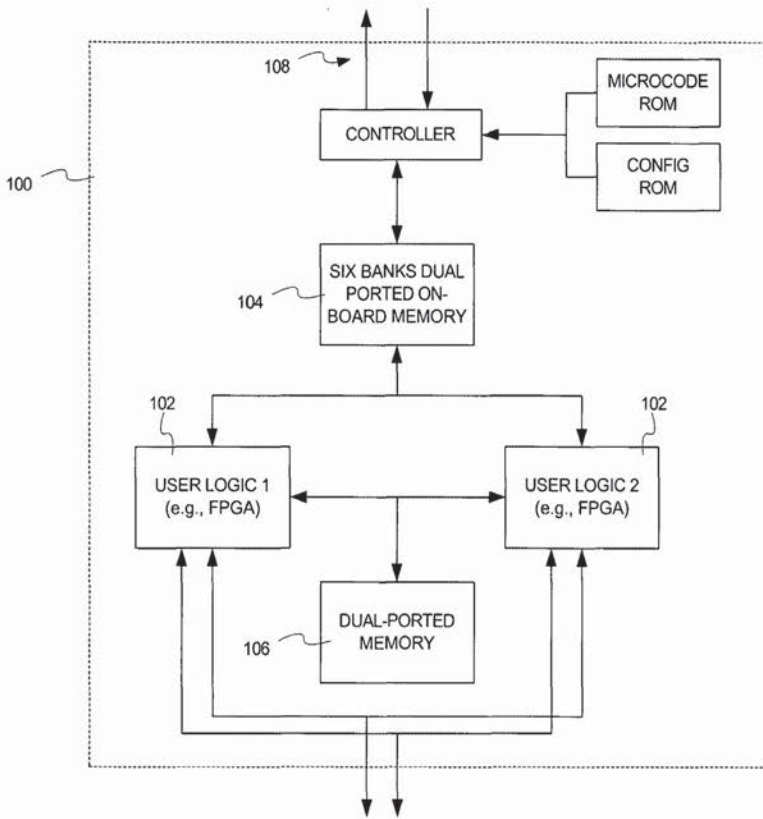 108
MICROCODE
ROM
CONTROLLER
CONFIG
ROM
100
SIX BANKS DUAL
PORTED ON-
BOARD MEMORY
104
102
102
USER LOGIC 1
(e.g., FPGA)
USER LOGIC 2
(e.g., FPGA)
DUAL-PORTED
MEMORY
106